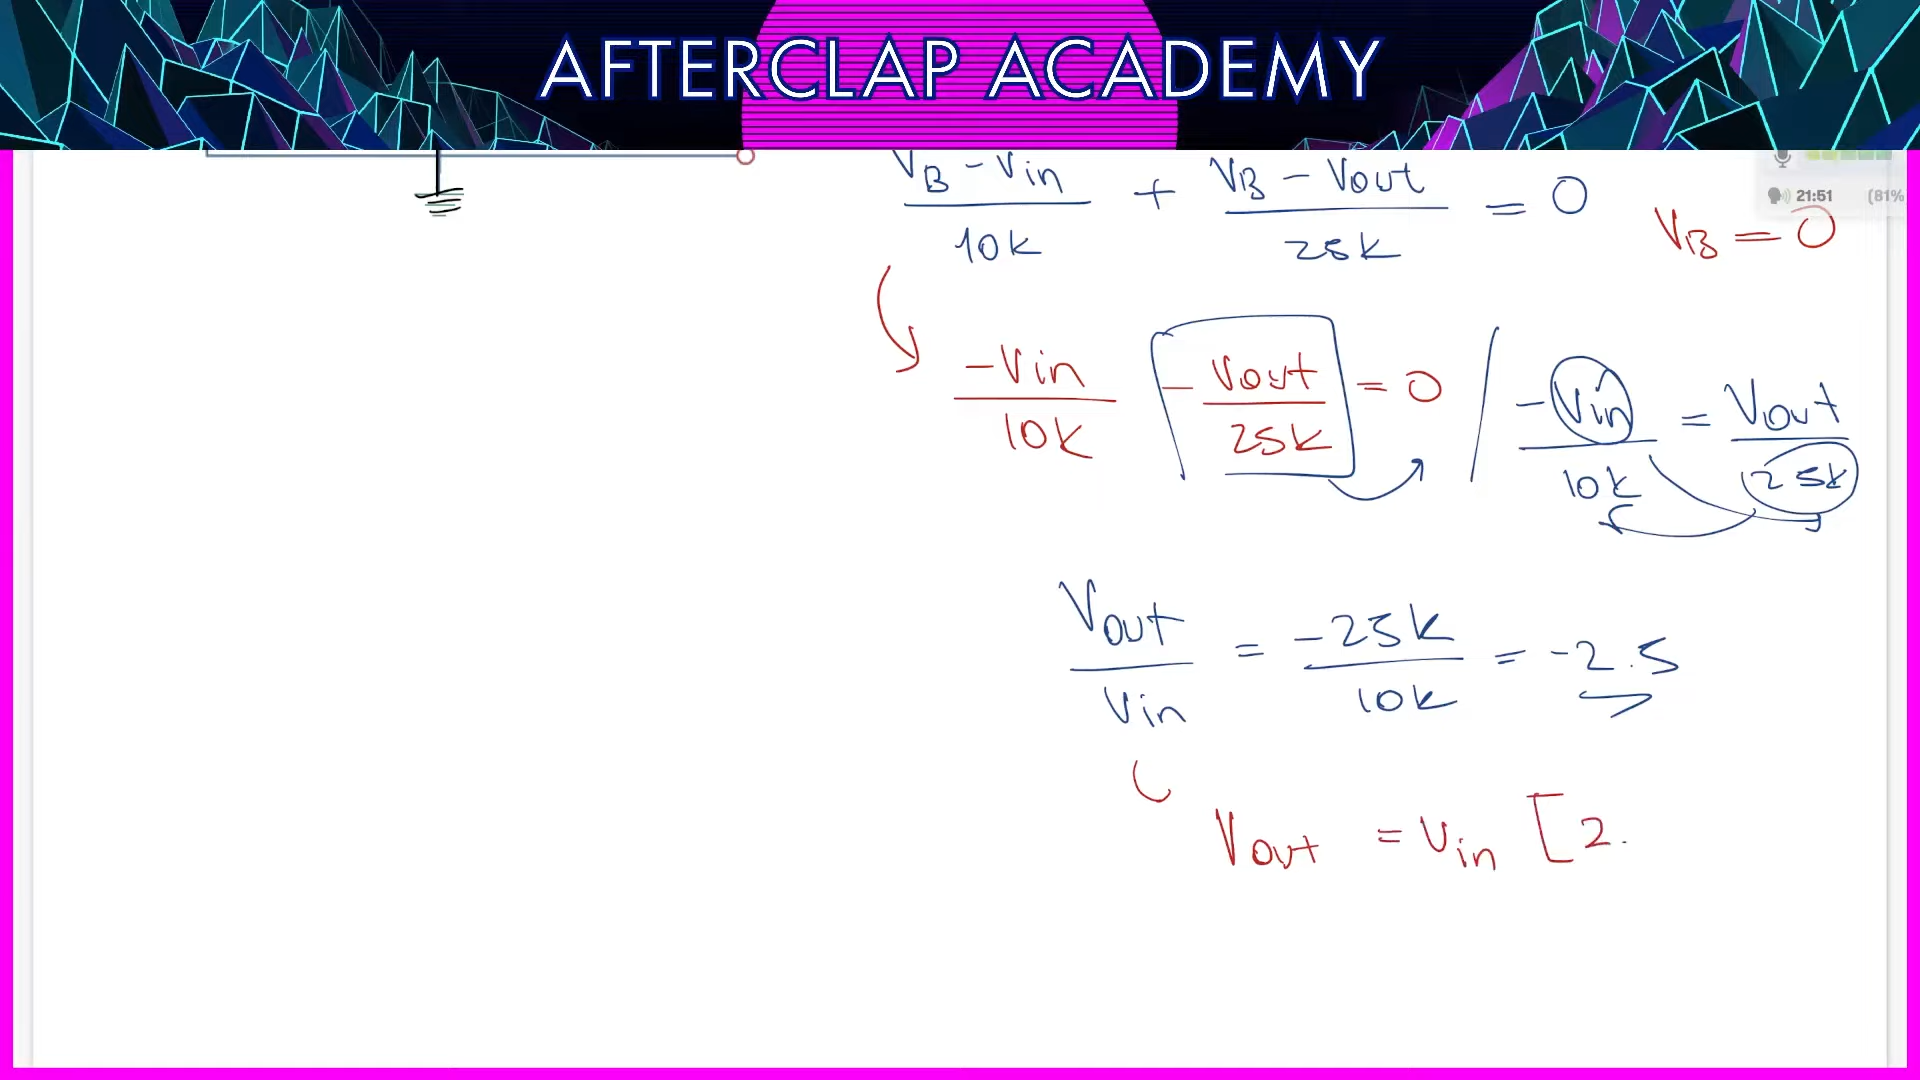 AFTERCLAP ACADEMY
21:51 (81%
VB - Vin / 10k + VB - Vout / 25k = 0
VB = 0
-Vin / 10k - Vout / 25k = 0
-Vin / 10k = Vout / 25k
Vout / Vin = -25k / 10k = -2.5
Vout = Vin [2.